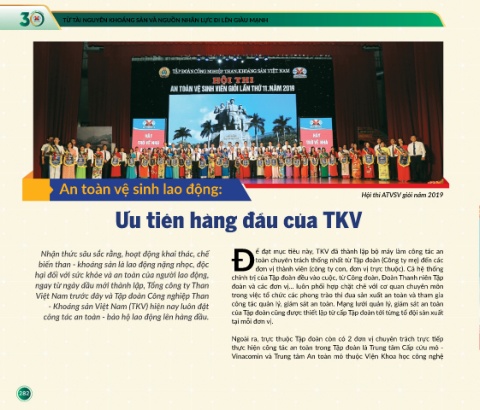 30
TỪ TÀI NGUYÊN KHOÁNG SẢN VÀ NGUỒN NHÂN LỰC ĐI LÊN GIÀU MẠNH
TẬP ĐOÀN CÔNG NGHIỆP THAN, KHOÁNG SẢN VIỆT NAM
HỘI THI
AN TOÀN VỆ SINH VIÊN GIỎI LẦN THỨ 11, NĂM 2019
Hội thi ATVSV giỏi năm 2019
An toàn vệ sinh lao động:
Ưu tiên hàng đầu của TKV
Nhận thức sâu sắc rằng, hoạt động khai thác, chế
biến than - khoáng sản là lao động nặng nhọc, độc
hại đối với sức khỏe và an toàn của người lao động,
ngay từ ngày đầu mới thành lập, Tổng công ty Than
Việt Nam trước đây và Tập đoàn Công nghiệp Than
- Khoáng sản Việt Nam (TKV) hiện nay luôn đặt
công tác an toàn - bảo hộ lao động lên hàng đầu.
Để đạt mục tiêu này, TKV đã thành lập bộ máy làm công tác an
toàn chuyên trách thống nhất từ Tập đoàn (Công ty mẹ) đến các
đơn vị thành viên (công ty con, đơn vị trực thuộc). Cả hệ thống
chính trị của Tập đoàn đều vào cuộc, từ Công đoàn, Đoàn Thanh niên Tập
đoàn và các đơn vị... luôn phối hợp chặt chẽ với cơ quan chuyên môn
trong việc tổ chức các phong trào thi đua sản xuất an toàn và tham gia
công tác quản lý, giám sát an toàn. Mạng lưới quản lý, giám sát an toàn
của Tập đoàn cũng được thiết lập từ cấp Tập đoàn tới từng tổ đội sản xuất
tại mỗi đơn vị.
Ngoài ra, trực thuộc Tập đoàn còn có 2 đơn vị chuyên trách trực tiếp
thực hiện công tác an toàn trong Tập đoàn là Trung tâm Cấp cứu mỏ -
Vinacomin và Trung tâm An toàn mỏ thuộc Viện Khoa học công nghệ
282